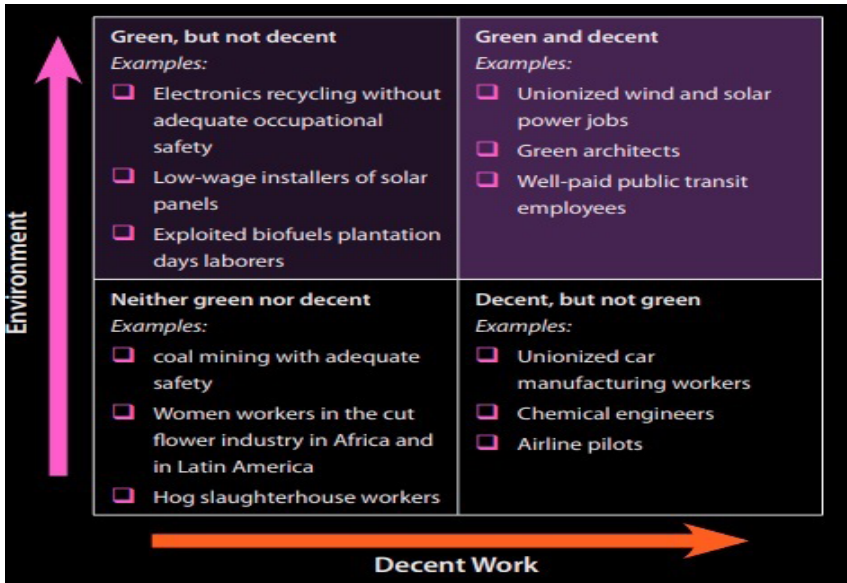 Environment
Green, but not decent
Examples:
Electronics recycling without
adequate occupational
safety
Low-wage installers of solar
panels
Exploited biofuels plantation
days laborers
Green and decent
Examples:
Unionized wind and solar
power jobs
Green architects
Well-paid public transit
employees
Neither green nor decent
Examples:
coal mining with adequate
safety
Women workers in the cut
flower industry in Africa and
in Latin America
Hog slaughterhouse workers
Decent, but not green
Examples:
Unionized car
manufacturing workers
Chemical engineers
Airline pilots
Decent Work